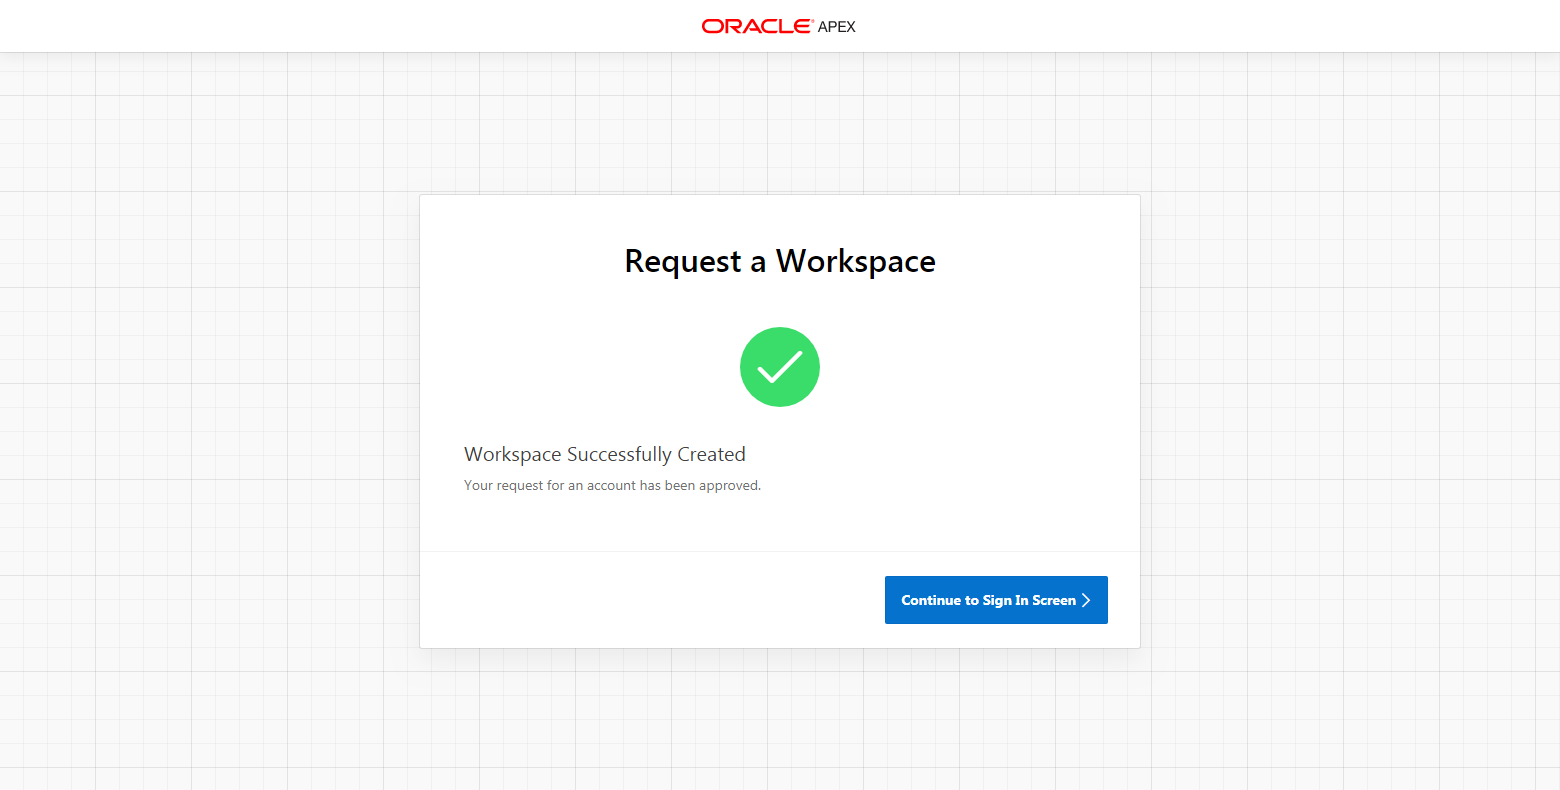 ORACLE® APEX
Request a Workspace
Workspace Successfully Created
Your request for an account has been approved.
Continue to Sign In Screen